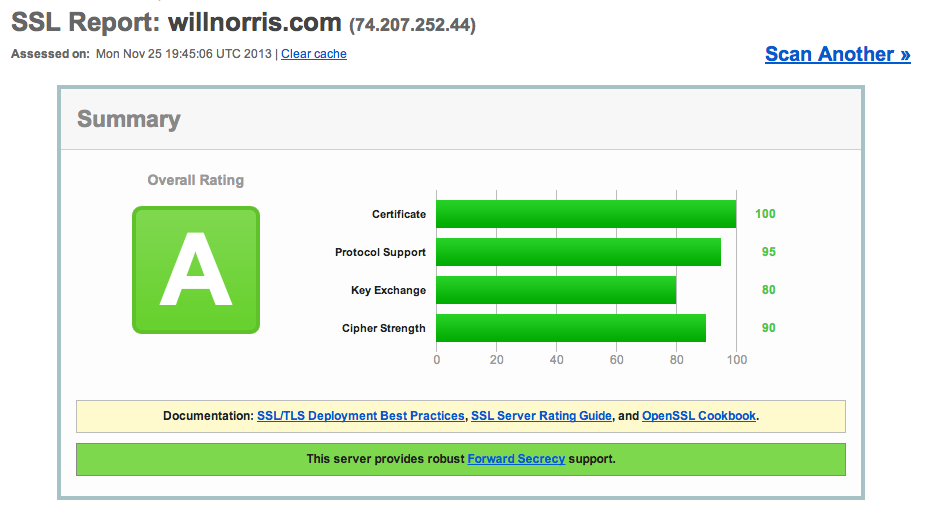 SSL Report: willnorris.com (74.207.252.44)
Assessed on: Mon Nov 25 19:45:06 UTC 2013 | Clear cache
Scan Another »
Summary
Overall Rating
A
Certificate 100
Protocol Support 95
Key Exchange 80
Cipher Strength 90
0 20 40 60 80 100
Documentation: SSL/TLS Deployment Best Practices, SSL Server Rating Guide, and OpenSSL Cookbook.
This server provides robust Forward Secrecy support.